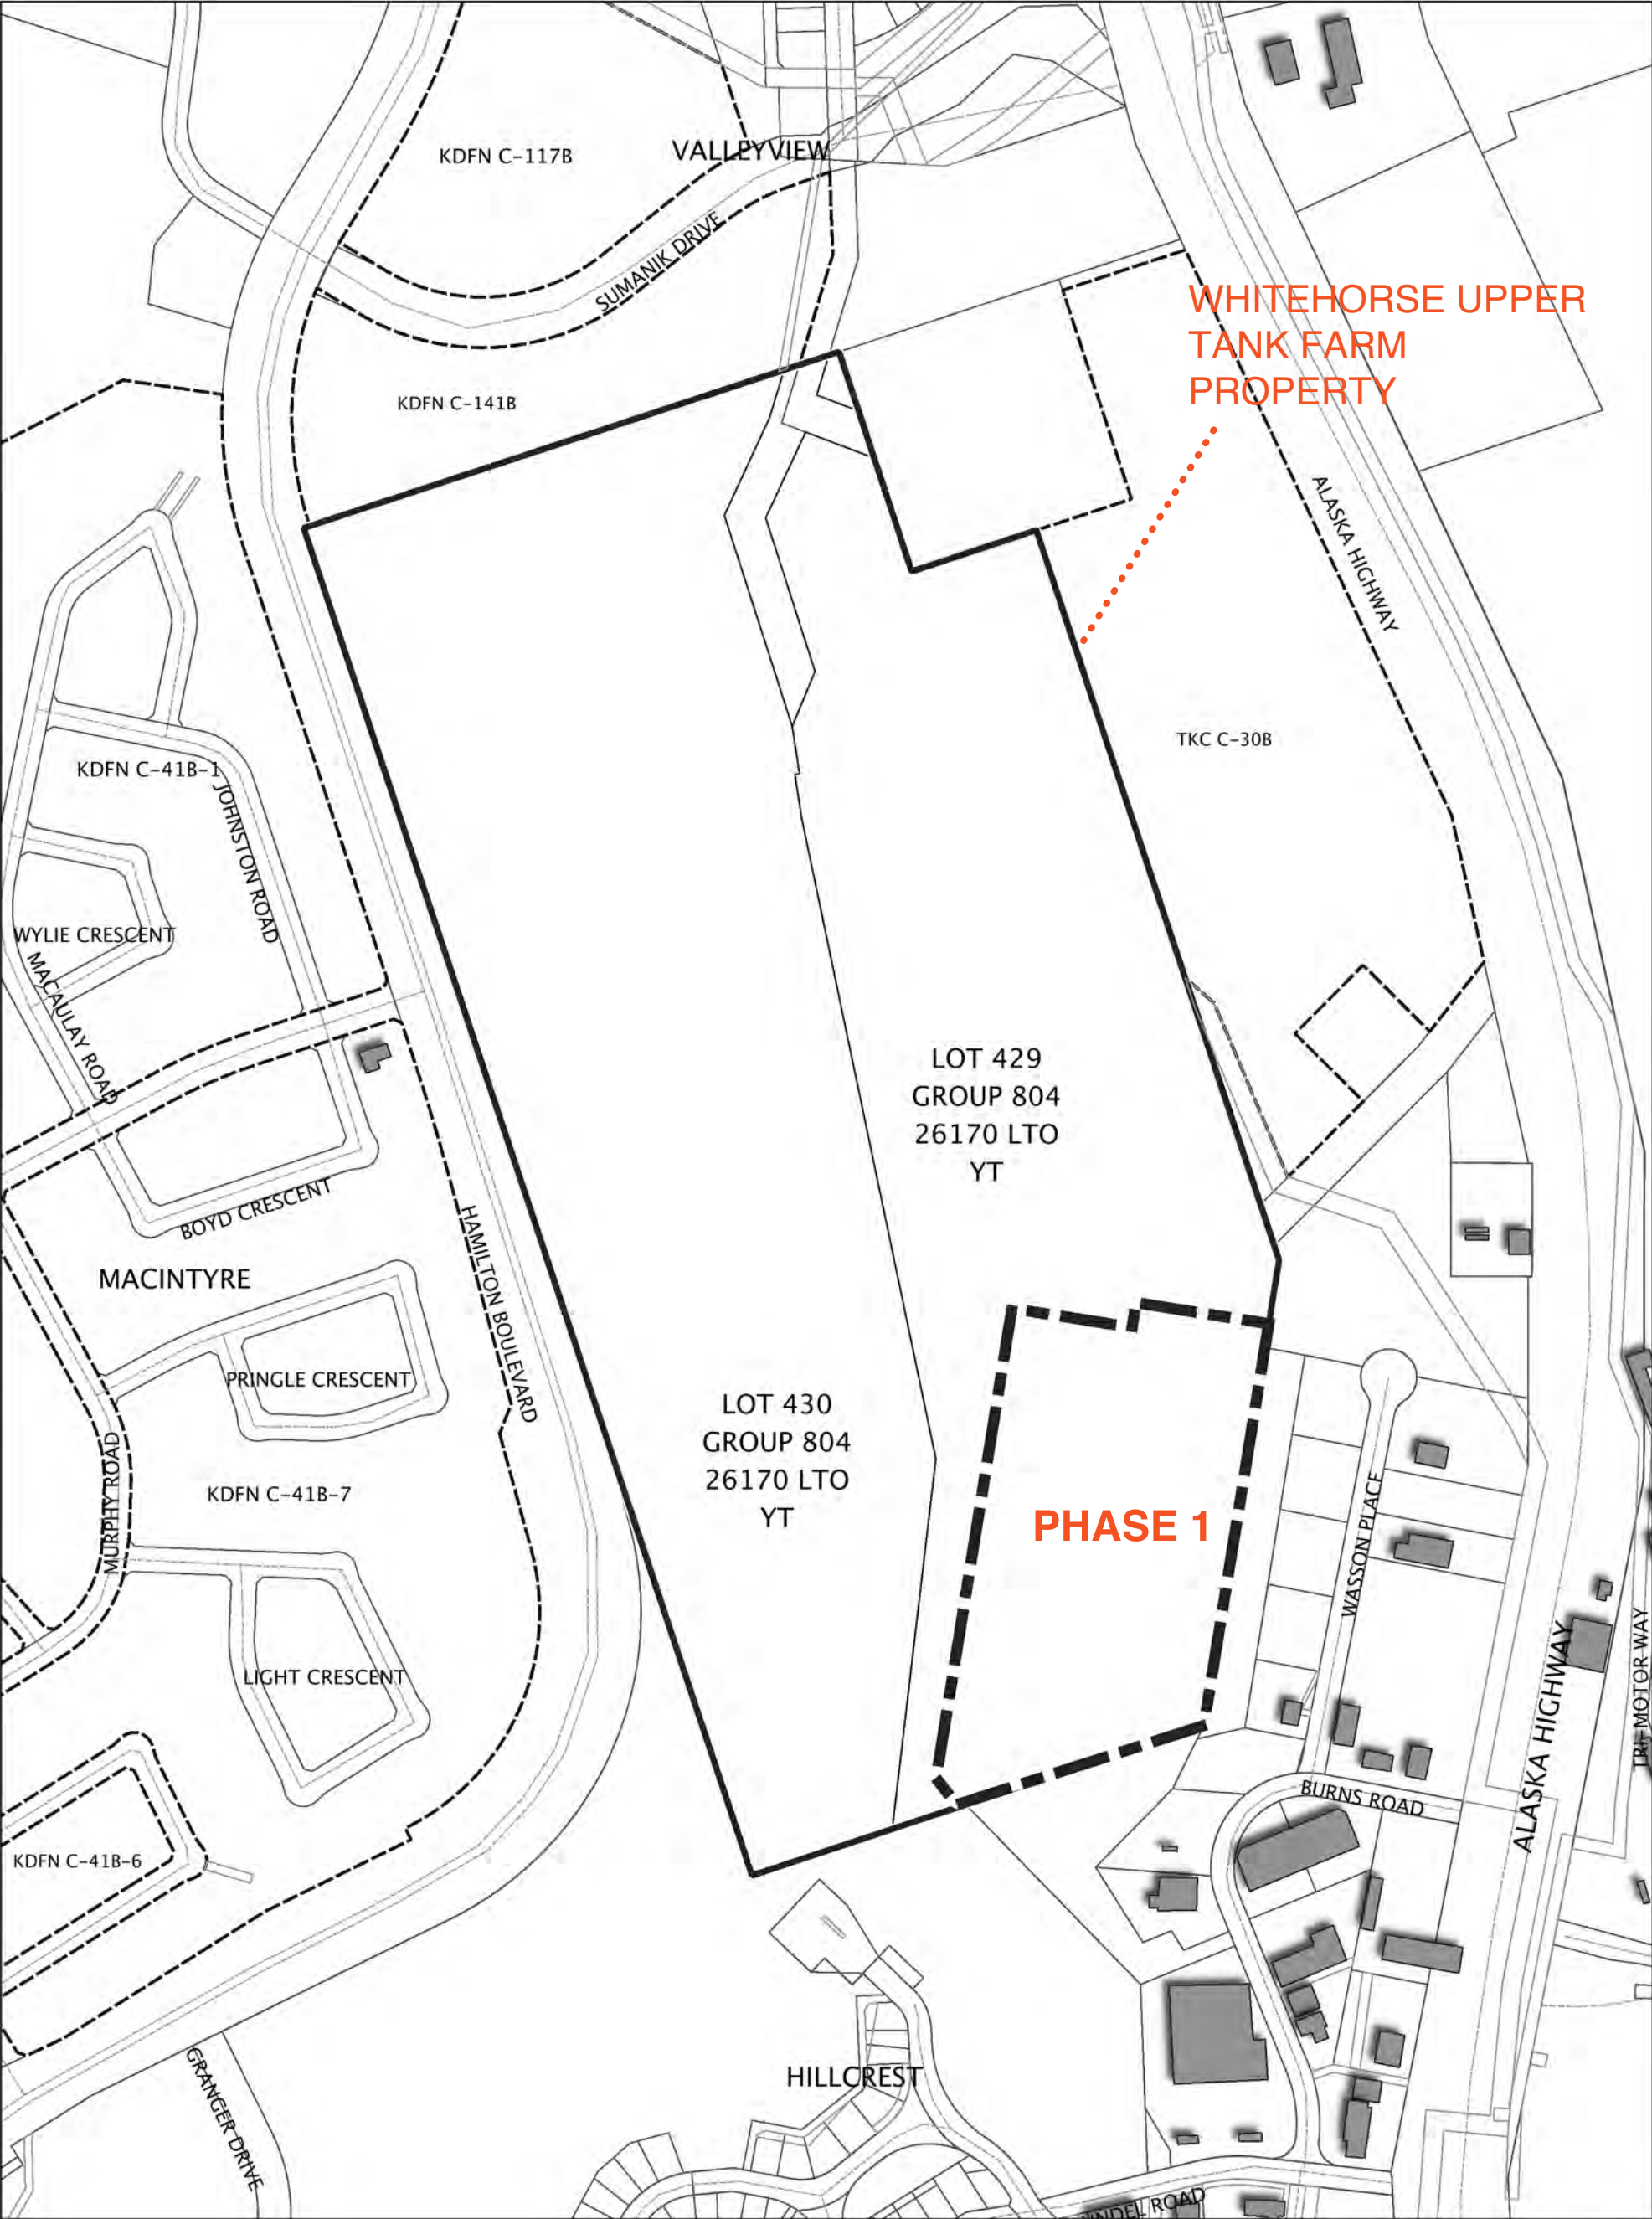 KDFN C-117B
VALLEYVIEW
SUMANIK DRIVE
WHITEHORSE UPPER
TANK FARM
PROPERTY
KDFN C-141B
ALASKA HIGHWAY
TKC C-30B
KDFN C-41B-1
JOHNSTON ROAD
WYLIE CRESCENT
MACAULAY ROAD
LOT 429
GROUP 804
26170 LTO
YT
BOYD CRESCENT
HAMILTON BOULEVARD
MACINTYRE
PRINGLE CRESCENT
LOT 430
GROUP 804
26170 LTO
YT
MURPHY ROAD
KDFN C-41B-7
PHASE 1
WASSON PLACE
LIGHT CRESCENT
ALASKA HIGHWAY
TRI-MOTOR WAY
BURNS ROAD
KDFN C-41B-6
HILLCREST
GRANGER DRIVE
ROAD